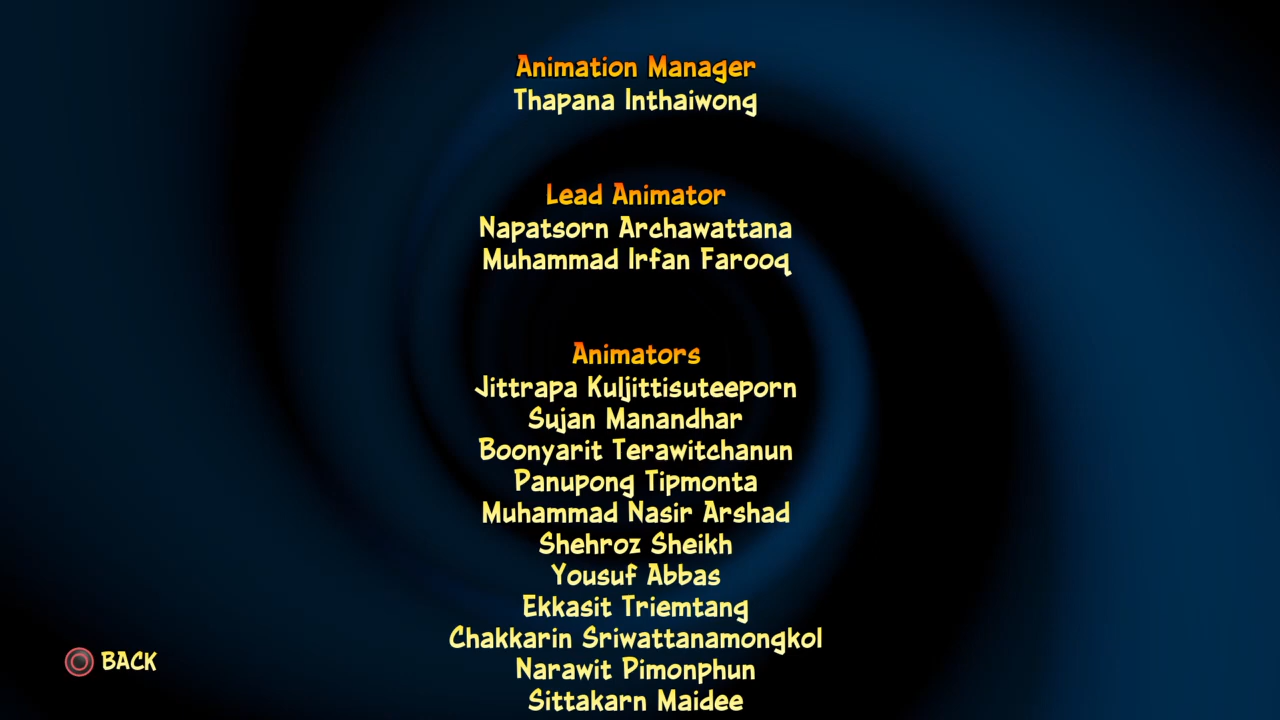 Animation Manager
Thapana Inthaiwong
Lead Animator
Napatsorn Archawattana
Muhammad Irfan Farooq
Animators
Jittrapa Kuljittisuteeporn
Sujan Manandhar
Boonyarit Terawitchanun
Panupong Tipmonta
Muhammad Nasir Arshad
Shehroz Sheikh
Yousuf Abbas
Ekkasit Triemtang
Chakkarin Sriwattanamongkol
Narawit Pimonphun
Sittakarn Maidee
BACK